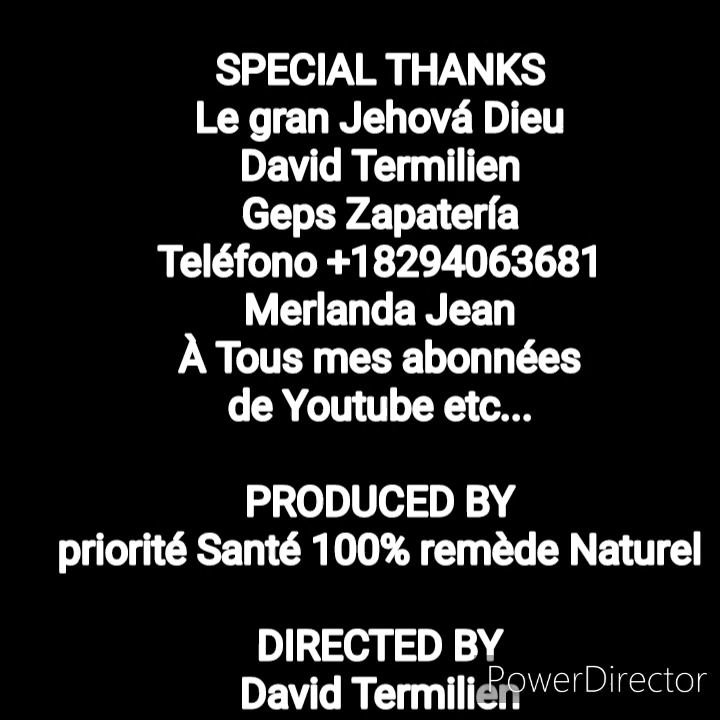 SPECIAL THANKS
Le gran Jehová Dieu
David Termilien
Geps Zapatería
Teléfono +18294063681
Merlanda Jean
À Tous mes abonnées
de Youtube etc...
PRODUCED BY
priorité Santé 100% remède Naturel
DIRECTED BY
David Termilien
PowerDirector